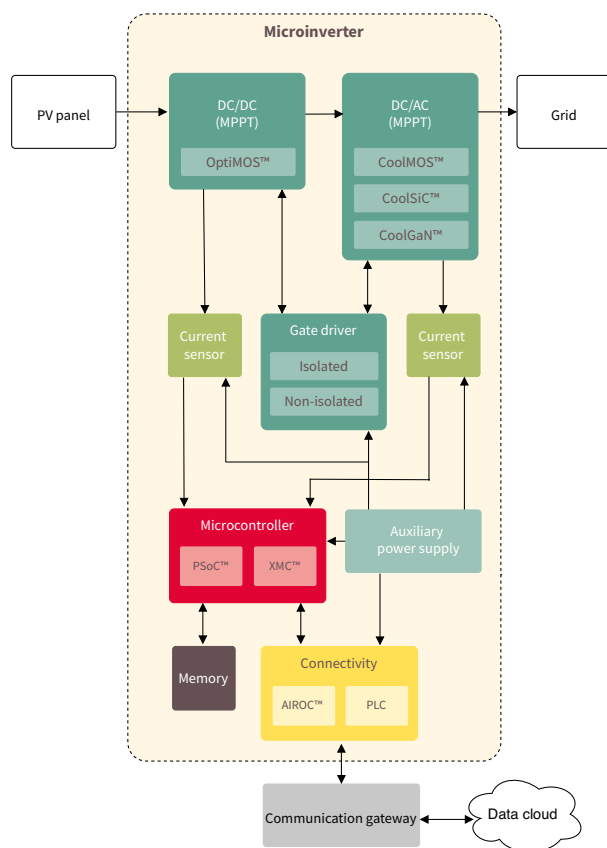 Microinverter
PV panel
DC/DC
(MPPT)
OptiMOS™
DC/AC
(MPPT)
CoolMOS™
CoolSiC™
CoolGaN™
Grid
Current
sensor
Gate driver
Isolated
Non-isolated
Current
sensor
Microcontroller
PSoC™
XMC™
Auxiliary
power supply
Memory
Connectivity
AIROC™
PLC
Communication gateway
Data cloud